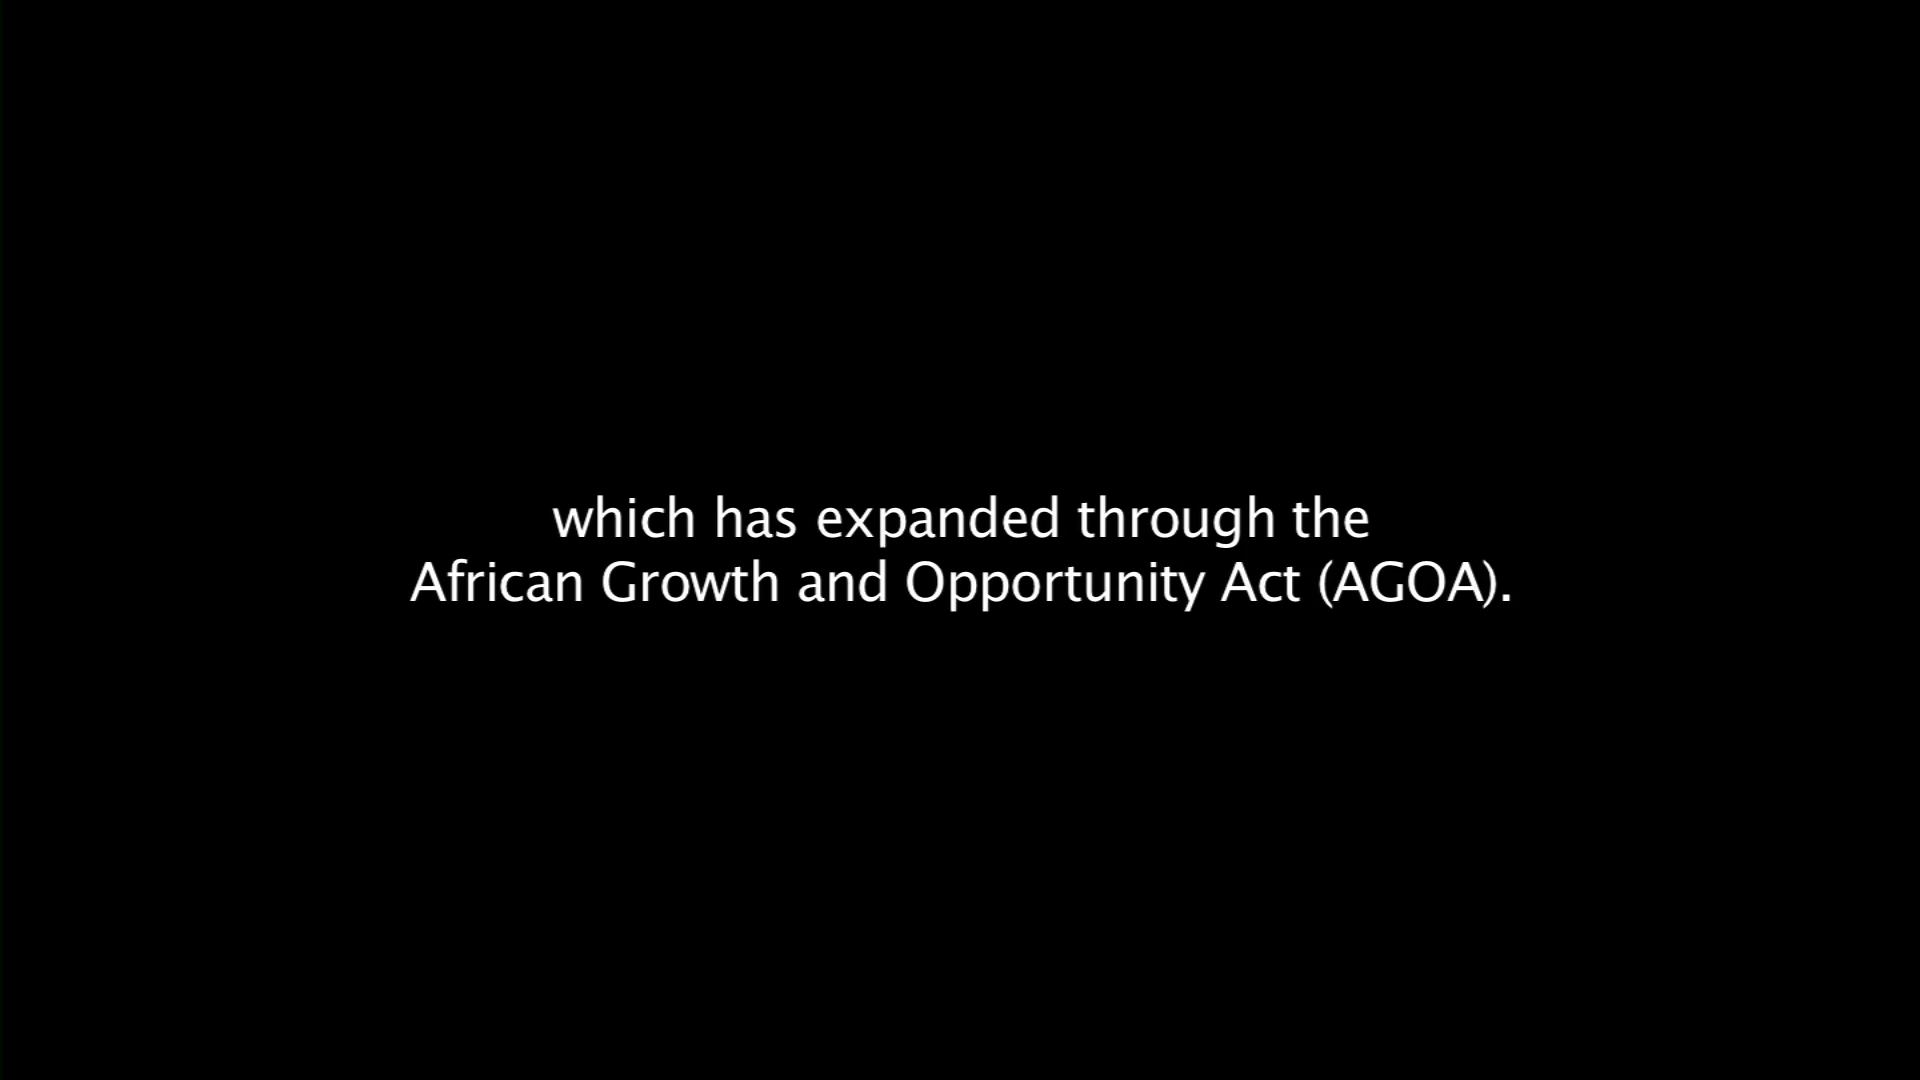 which has expanded through the
African Growth and Opportunity Act (AGOA).